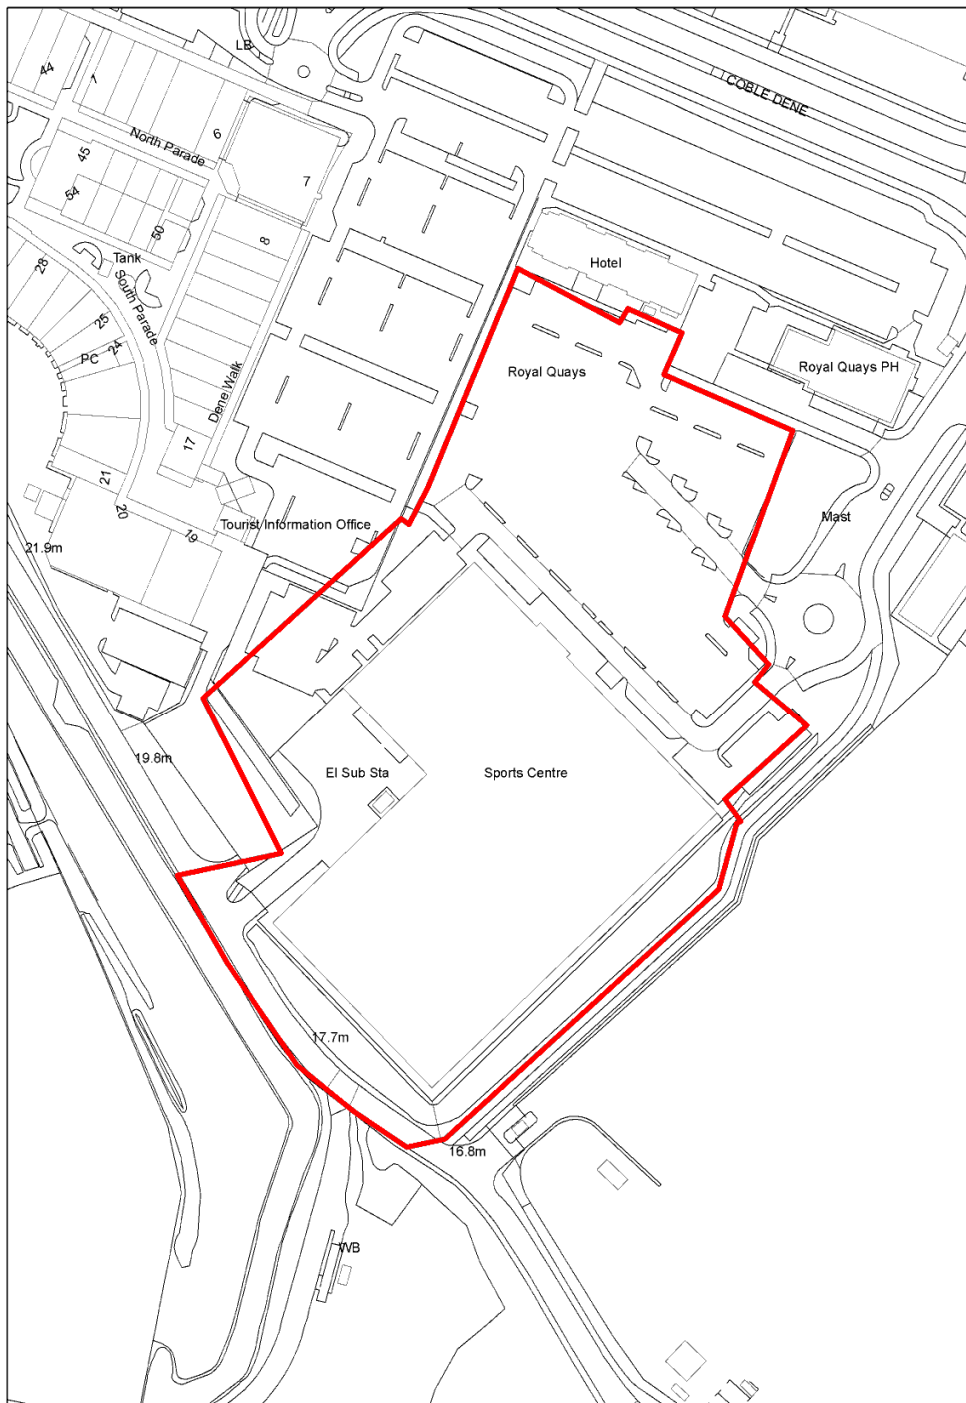 LB
44
1
COBLE DENE
6
North Parade
45
7
54
50
8
Tank
Hotel
28
South Parade
25
24
PC
Royal Quays
Royal Quays PH
Dene Walk
17
21
20
Tourist Information Office
Mast
19
21.9m
19.8m
El Sub Sta
Sports Centre
17.7m
16.8m
WB